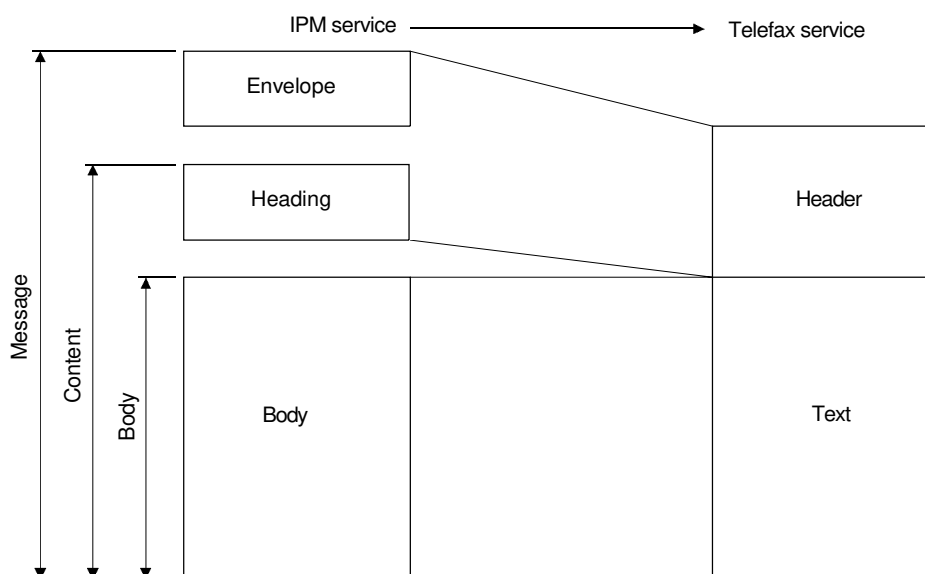 IPM service
Telefax service
Envelope
Heading
Header
Message
Content
Body
Body
Text